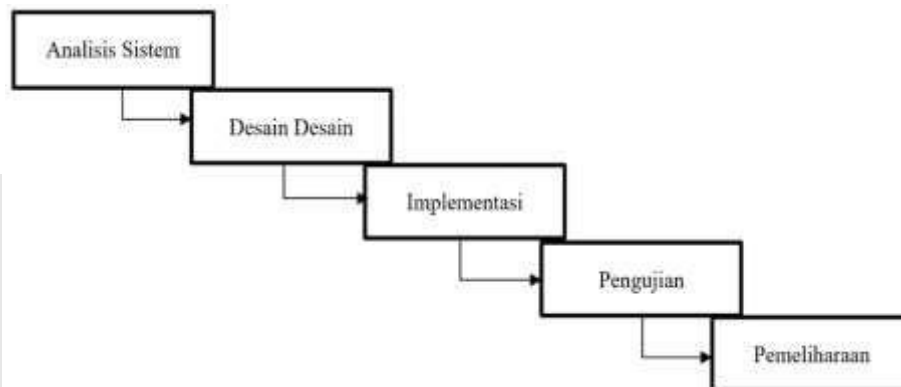 Analisis Sistem
Desain Desain
Implementasi
Pengujian
Pemeliharaan